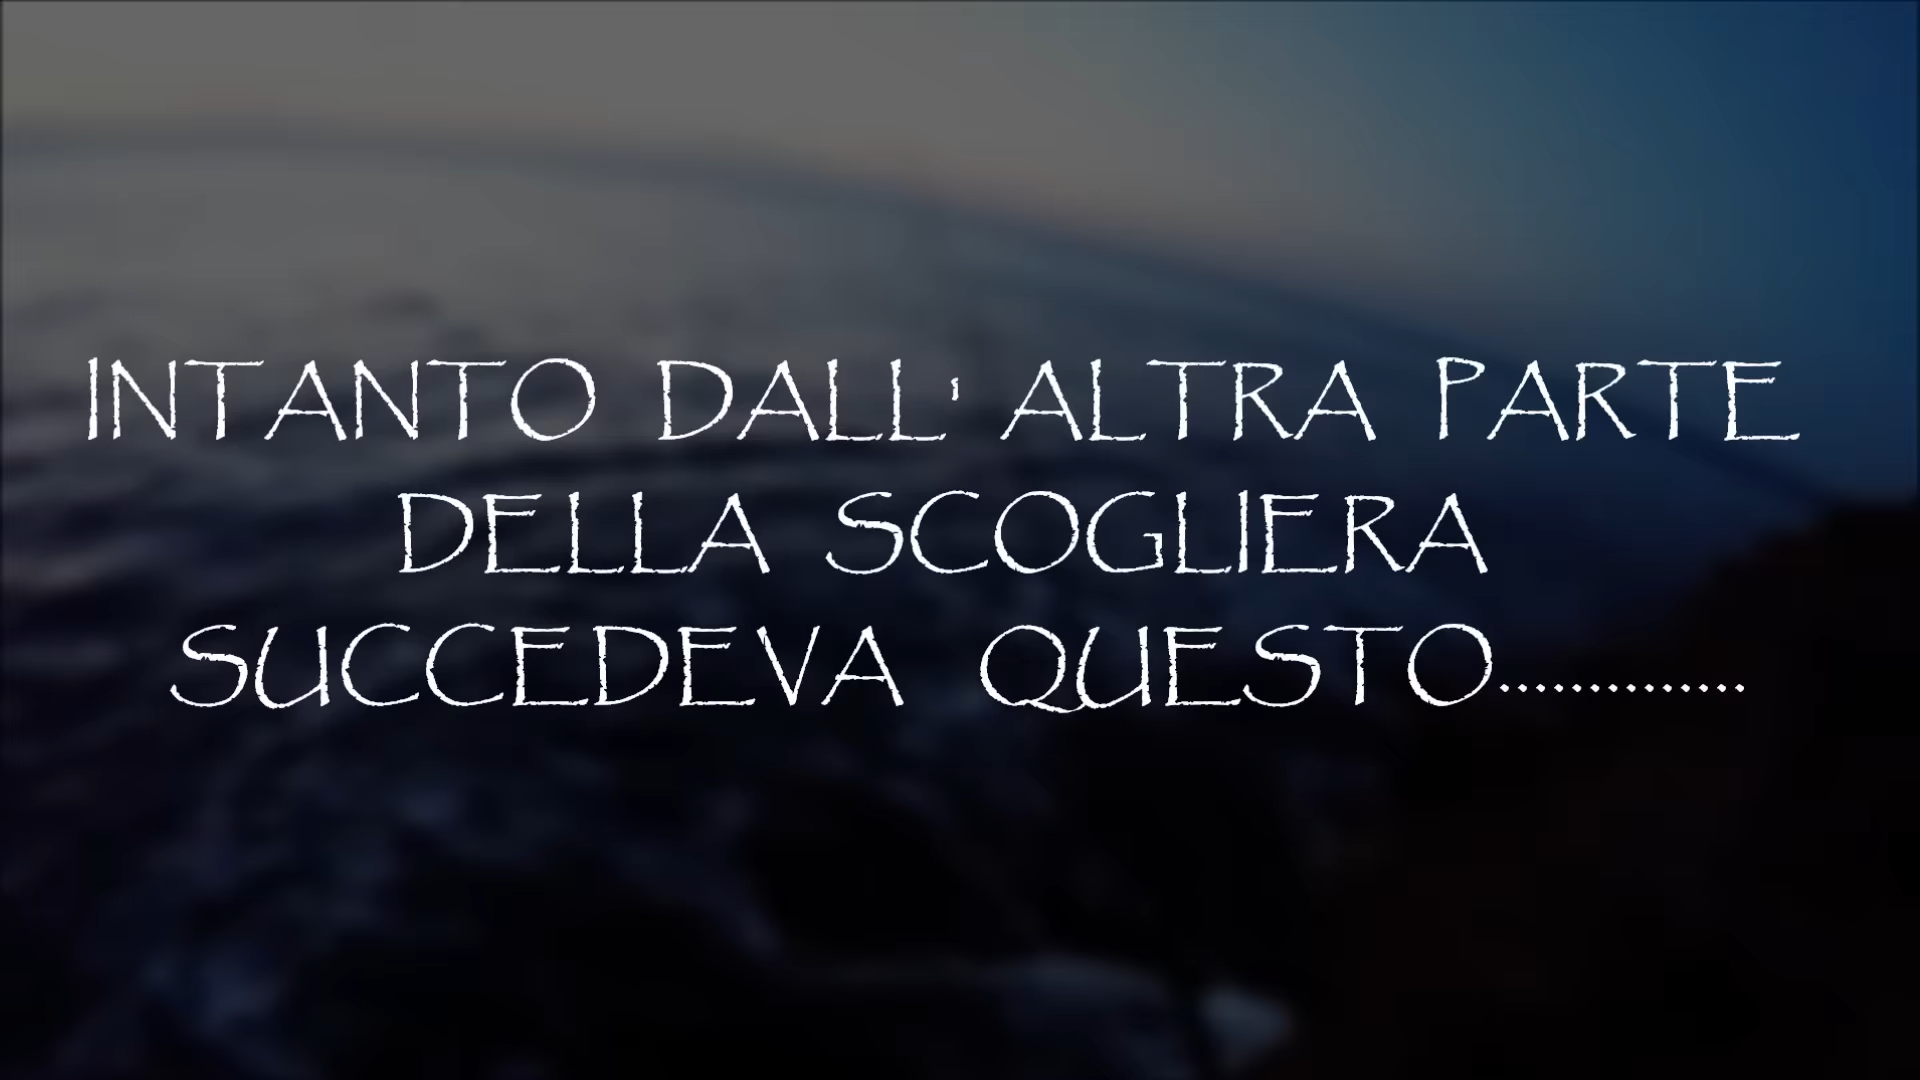 INTANTO DALL' ALTRA PARTE
DELLA SCOGLIERA
SUCCEDEVA QUESTO..............